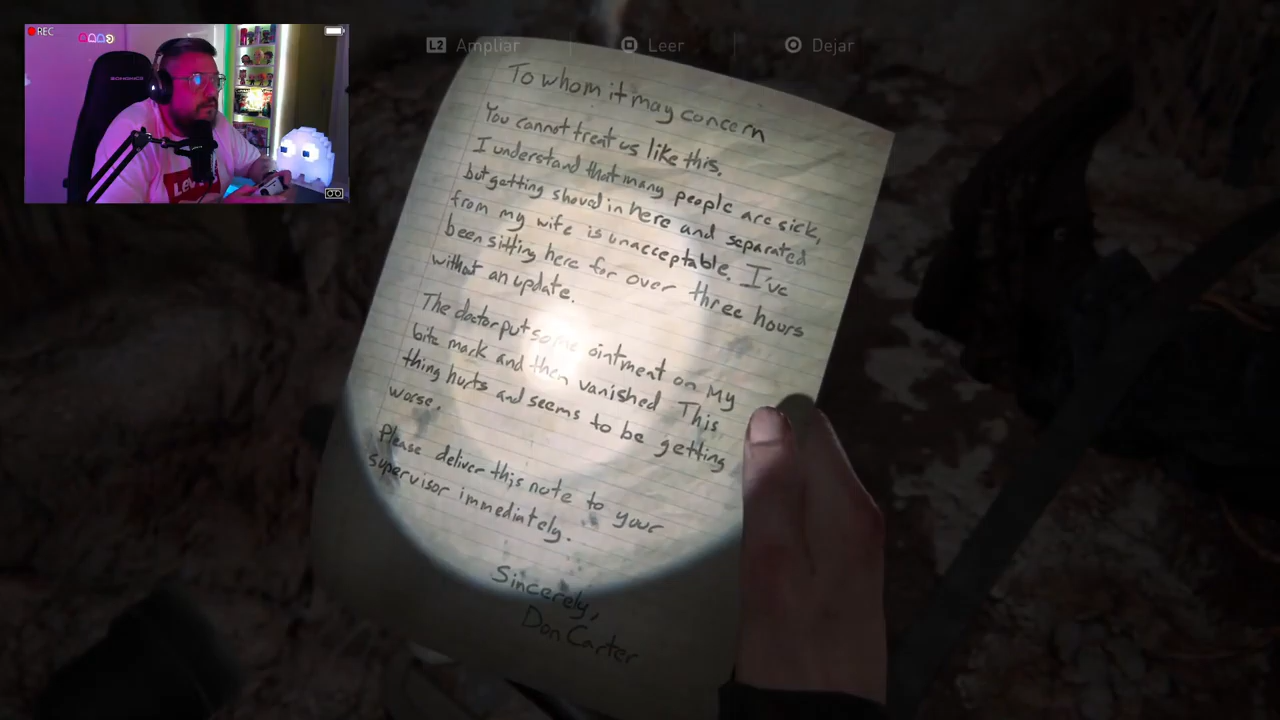 REC
L2 Ampliar
Leer
Dejar
To whom it may concern
You cannot treat us like this,
I understand that many people are sick,
but getting shoved in here and separated
from my wife is unacceptable. I've
been sitting here for over three hours
without an update.
The doctor put some ointment on my
bite mark and then vanished This
thing hurts and seems to be getting
worse.
Please deliver this note to your
supervisor immediately.
Sincerely,
Don Carter